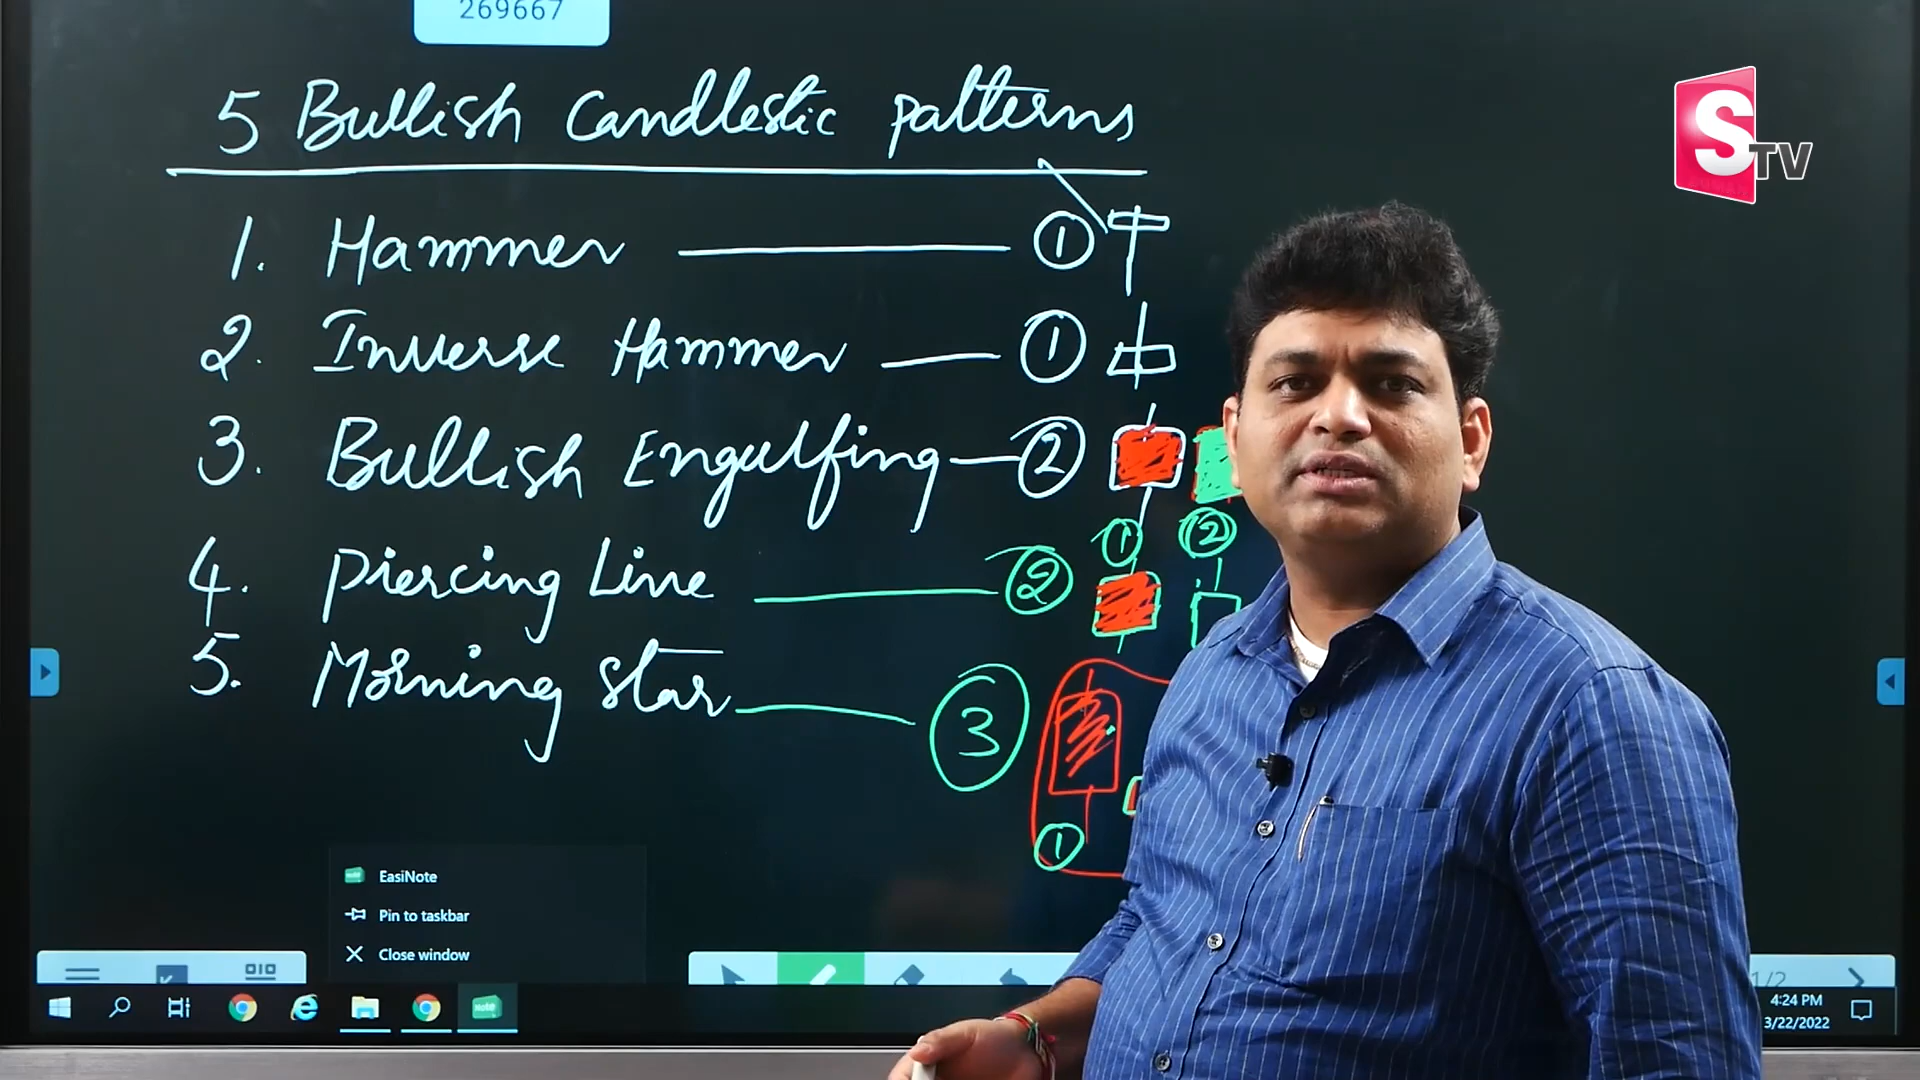 269667
STV
5 Bullish Candlestic patterns
1. Hammer ① 
2. Inverse Hammer ①
3. Bullish Engulfing ②
① ②
4. Piercing Line ②
5. Morning Star ③
①
EasiNote
Pin to taskbar
Close window
1/2
4:24 PM
3/22/2022